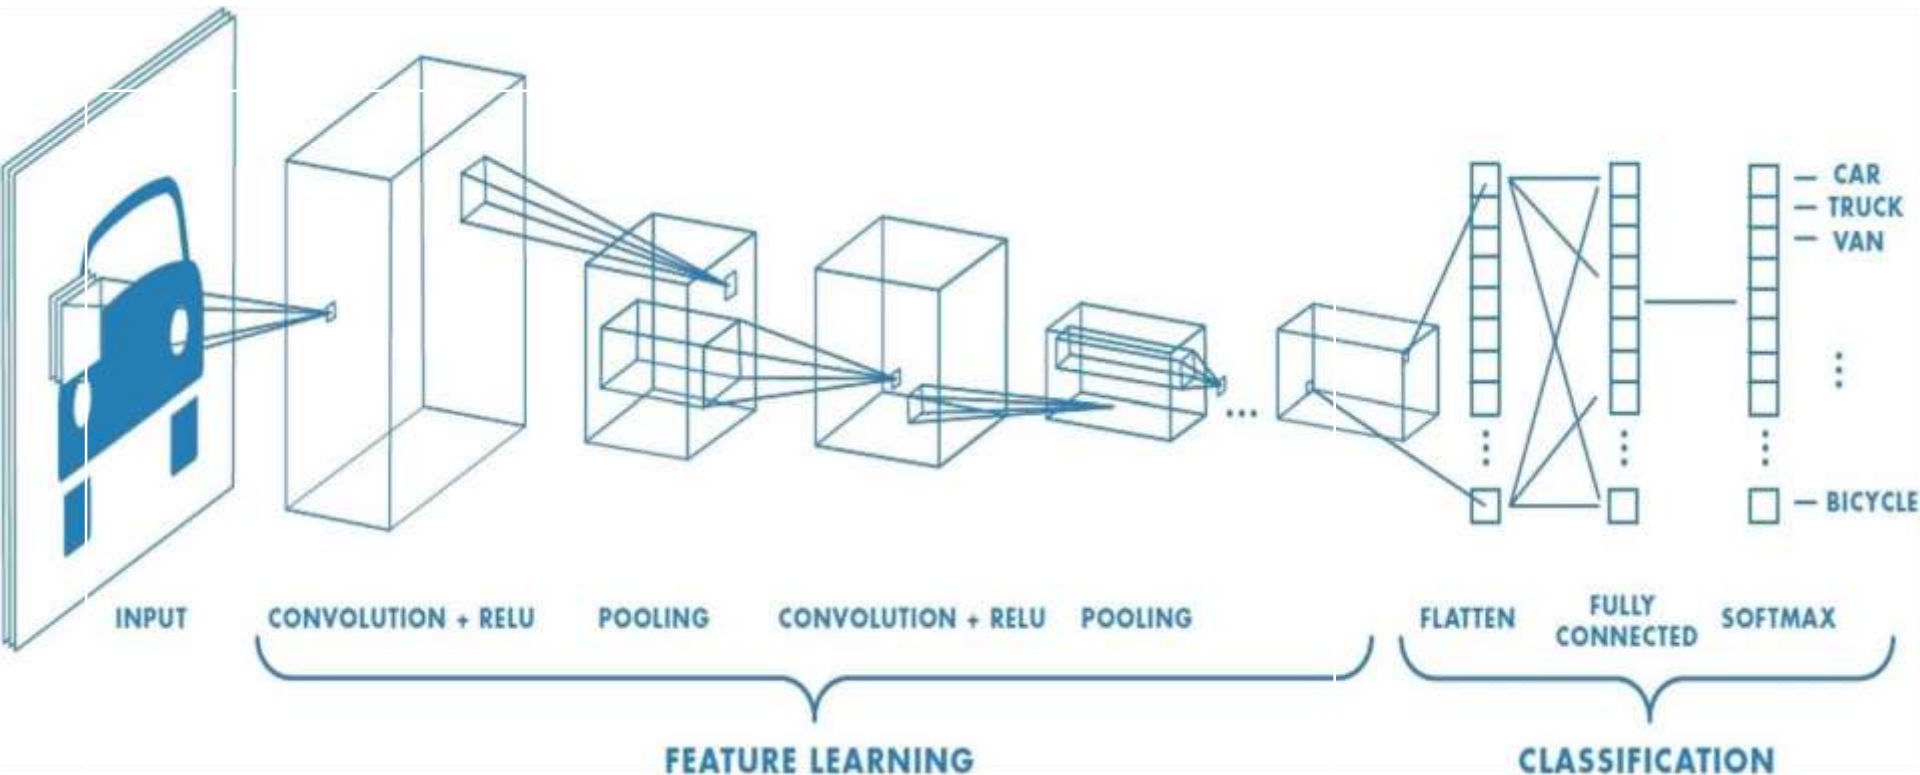 CAR
TRUCK
VAN
BICYCLE
INPUT
CONVOLUTION + RELU
POOLING
CONVOLUTION + RELU
POOLING
FLATTEN
FULLY
CONNECTED
SOFTMAX
FEATURE LEARNING
CLASSIFICATION